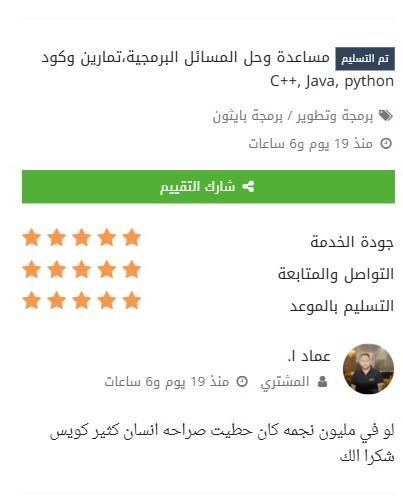 تم التسليم مساعدة وحل المسائل البرمجية،تمارين وكود
C++, Java, python
برمجة وتطوير / برمجة بايثون
منذ 19 يوم و6 ساعات
شارك التقييم
جودة الخدمة
التواصل والمتابعة
التسليم بالموعد
عماد ا.
المشتري منذ 19 يوم و6 ساعات
لو في مليون نجمه كان حطيت صراحه انسان كثير كويس
شكرا الك